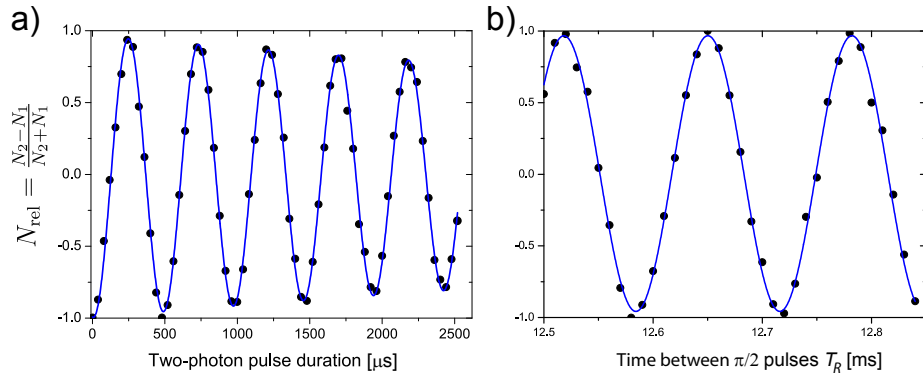 a)
b)
N_rel = (N_2−N_1)/(N_2+N_1)
1.0
0.5
0.0
-0.5
-1.0
0 500 1000 1500 2000 2500
Two-photon pulse duration [μs]
1.0
0.5
0.0
-0.5
-1.0
12.5 12.6 12.7 12.8
Time between π/2 pulses T_R [ms]